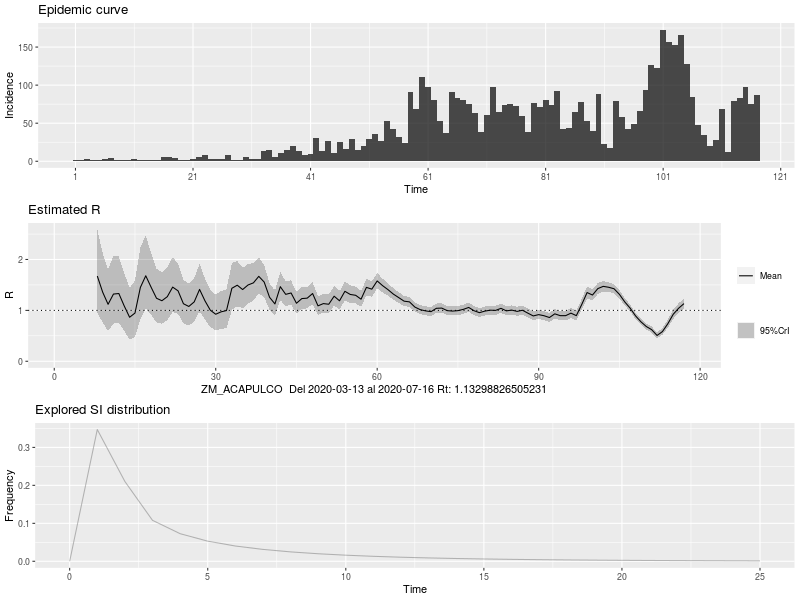 Epidemic curve
150
100
50
0
Incidence
1 21 41 61 81 101 121
Time
Estimated R
2
1
0
R
Mean
95%CrI
0 30 60 90 120
ZM_ACAPULCO Del 2020-03-13 al 2020-07-16 Rt: 1.13298826505231
Explored SI distribution
0.3
0.2
0.1
0.0
Frequency
0 5 10 15 20 25
Time